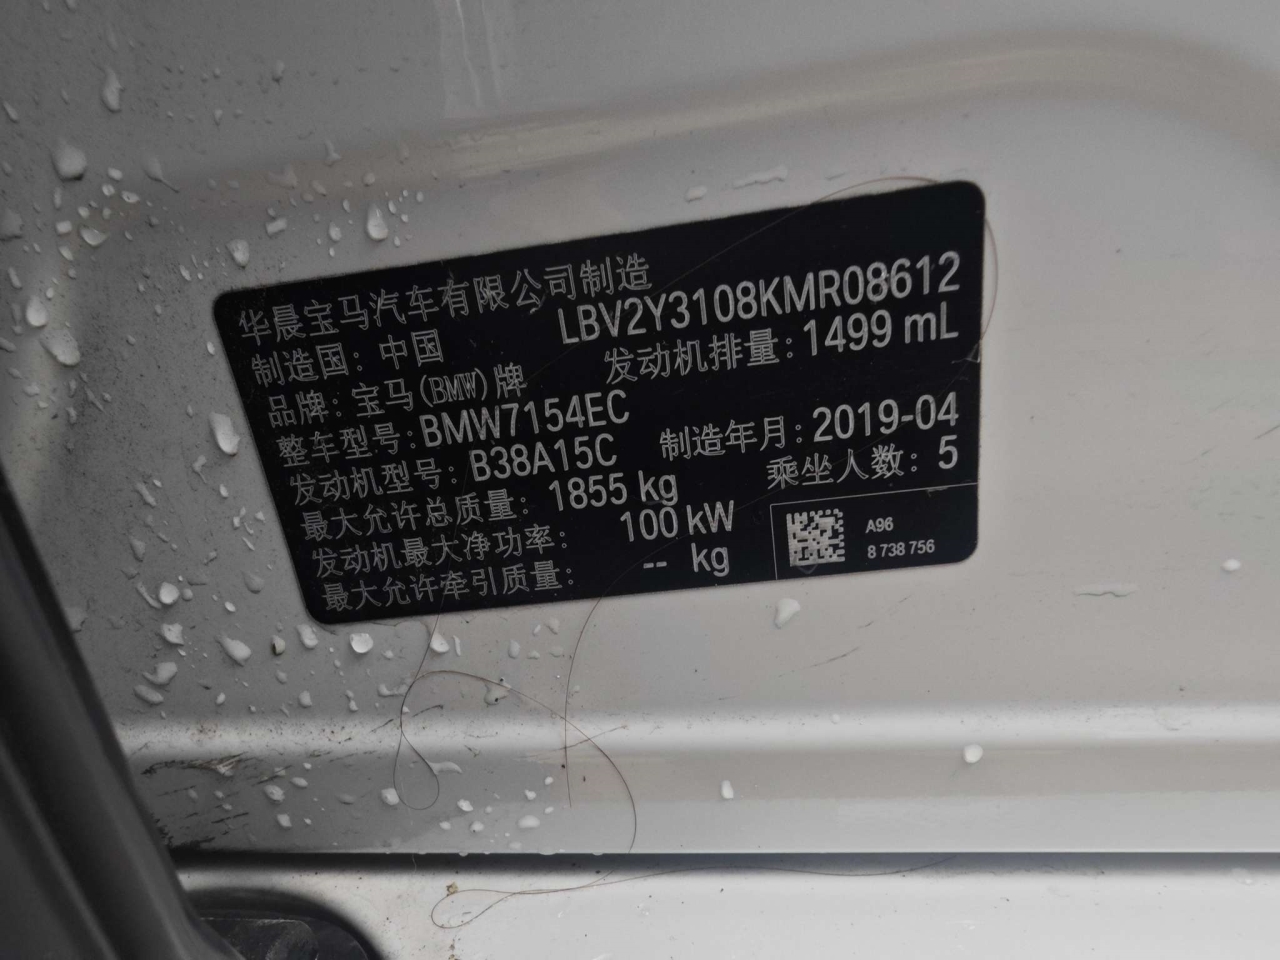 华晨宝马汽车有限公司制造
LBV2Y3108KMR08612
制造国：中国
发动机排量：1499 mL
品牌：宝马(BMW)牌
整车型号：BMW7154EC
制造年月：2019-04
发动机型号：B38A15C
乘坐人数：5
最大允许总质量：1855 kg
发动机最大净功率：100 kW
最大允许牵引质量：-- kg
A96
8 738 756